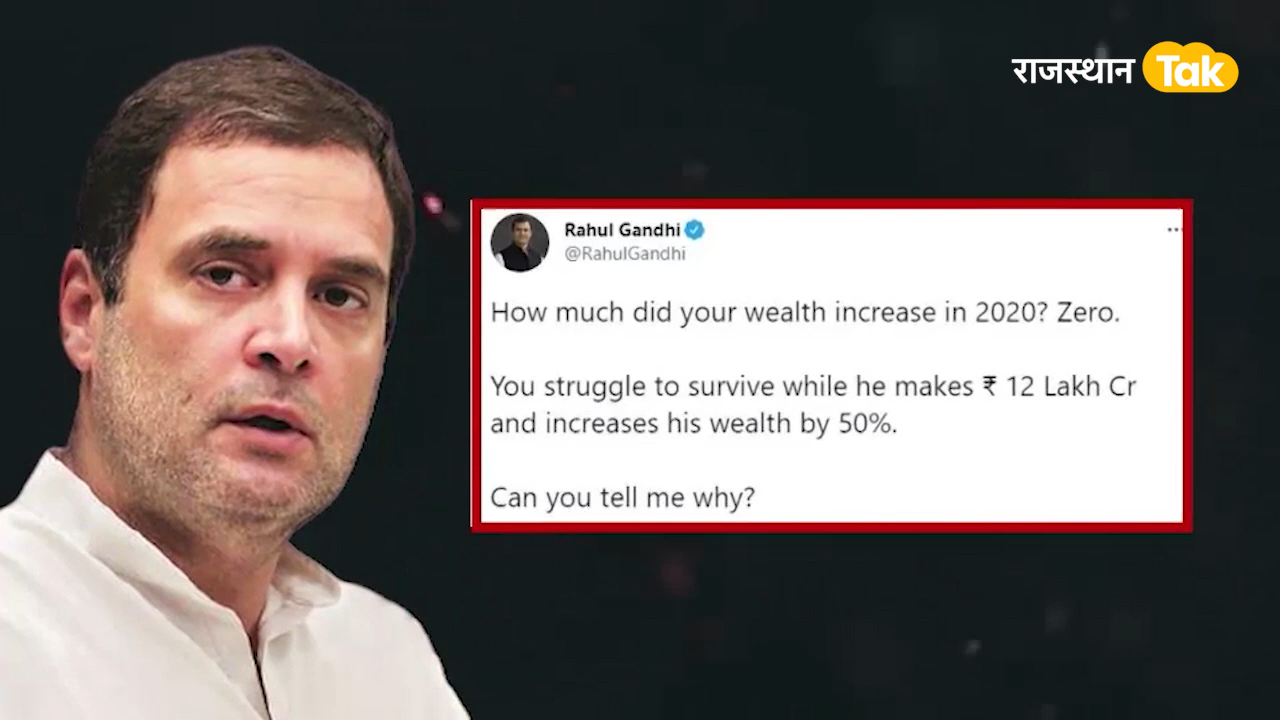 राजस्थान Tak
Rahul Gandhi
@RahulGandhi
How much did your wealth increase in 2020? Zero.
You struggle to survive while he makes ₹ 12 Lakh Cr
and increases his wealth by 50%.
Can you tell me why?